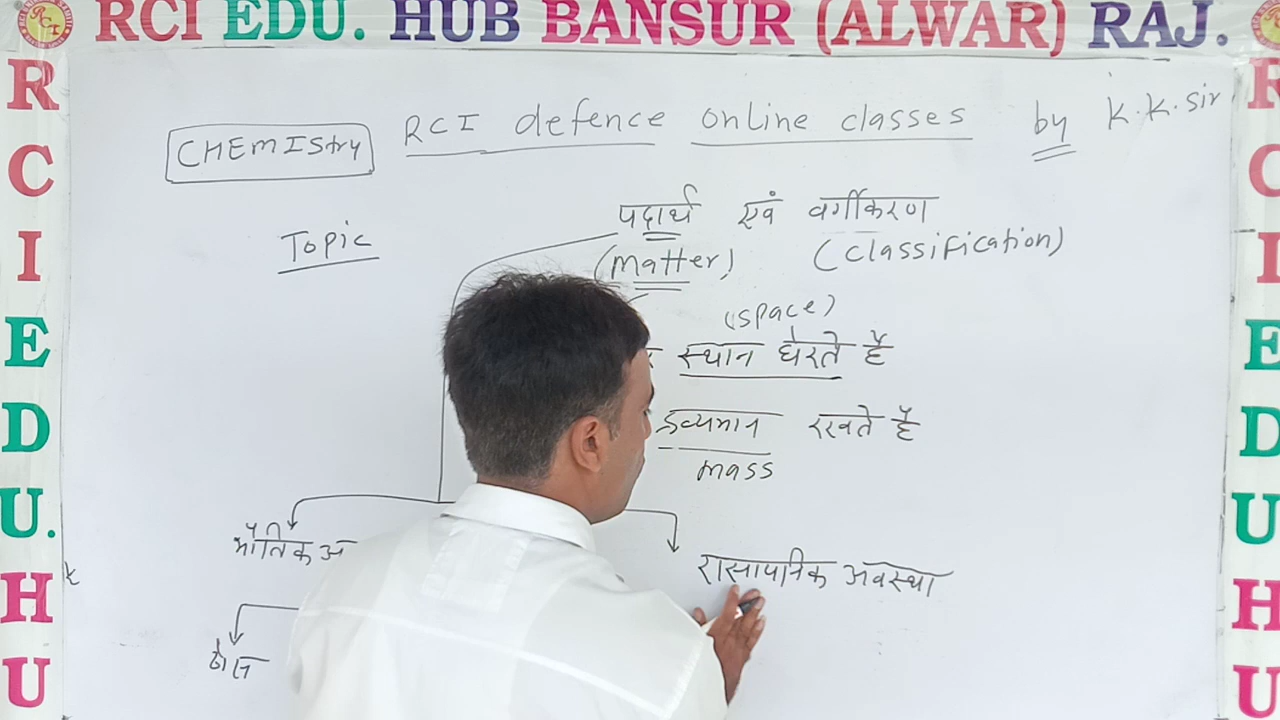 RCI EDU. HUB BANSUR (ALWAR) RAJ.
CHEMIStry RCI defence online classes by K.K.Sir
Topic
पदार्थ एवं वर्गीकरण
(Matter) (classification)
(space)
स्थान घेरते है
द्रव्यमान रखते है
mass
भौतिक अ
रासायनिक अवस्था
ठोस
R C I E D U. H U
R C I E D U H U